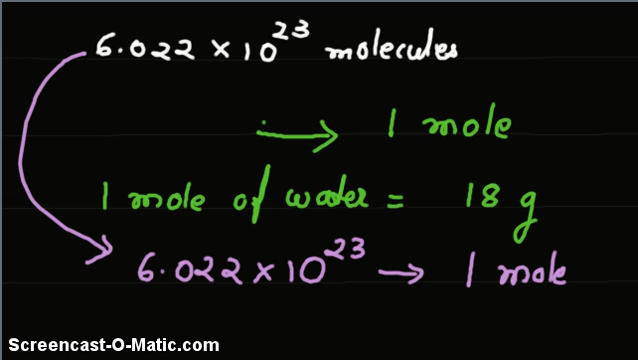 6.022 × 10²³ molecules
→ 1 mole
1 mole of water = 18 g
6.022 × 10²³ → 1 mole
Screencast-O-Matic.com